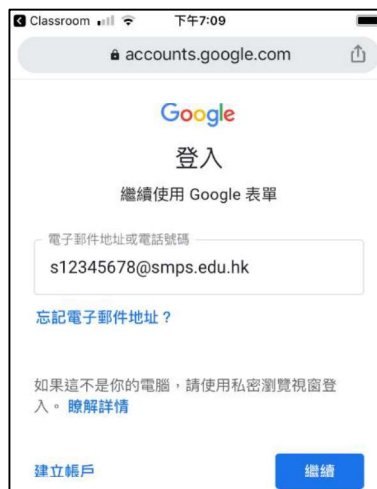 Classroom 下午7:09
accounts.google.com
Google
登入
繼續使用 Google 表單
電子郵件地址或電話號碼
s12345678@smps.edu.hk
忘記電子郵件地址？
如果這不是你的電腦，請使用私密瀏覽視窗登
入。 瞭解詳情
建立帳戶 繼續